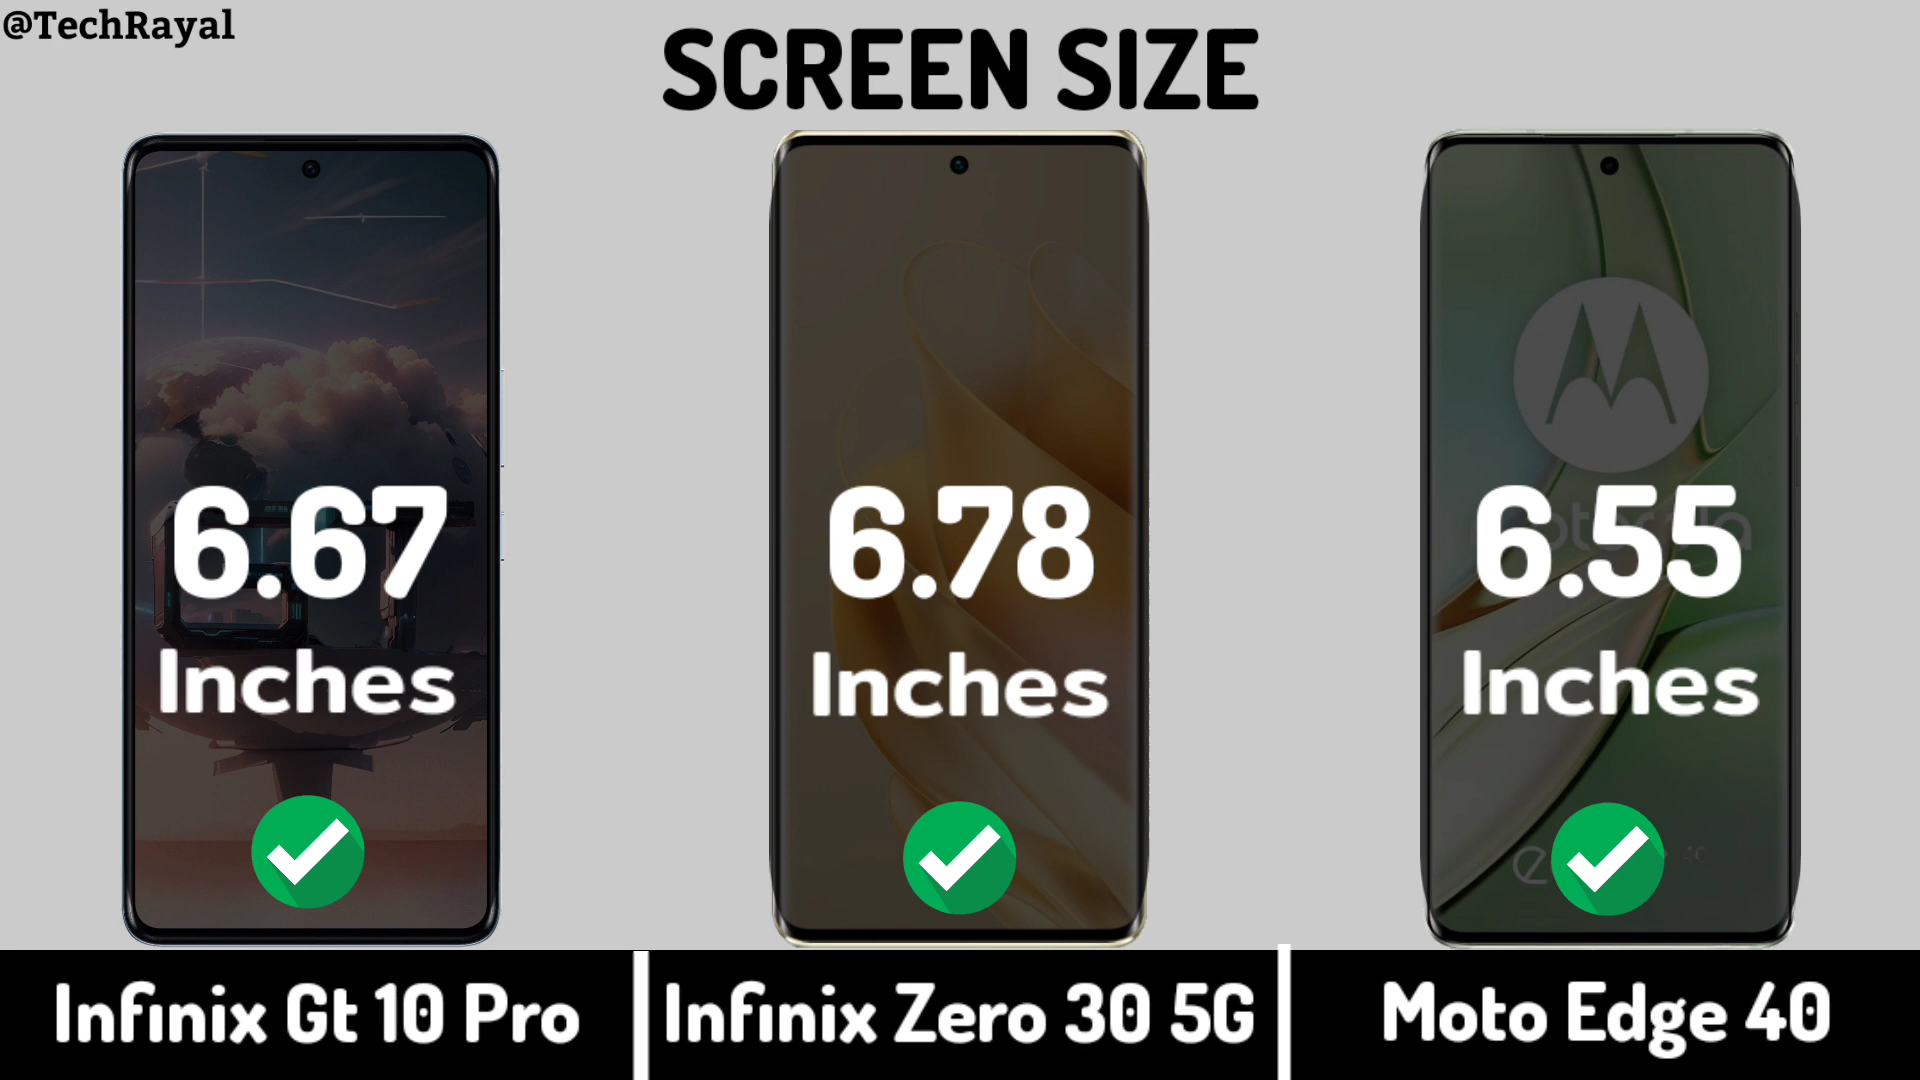 @TechRayal
SCREEN SIZE
6.67
Inches
6.78
Inches
6.55
Inches
Infinix Gt 10 Pro
Infinix Zero 30 5G
Moto Edge 40